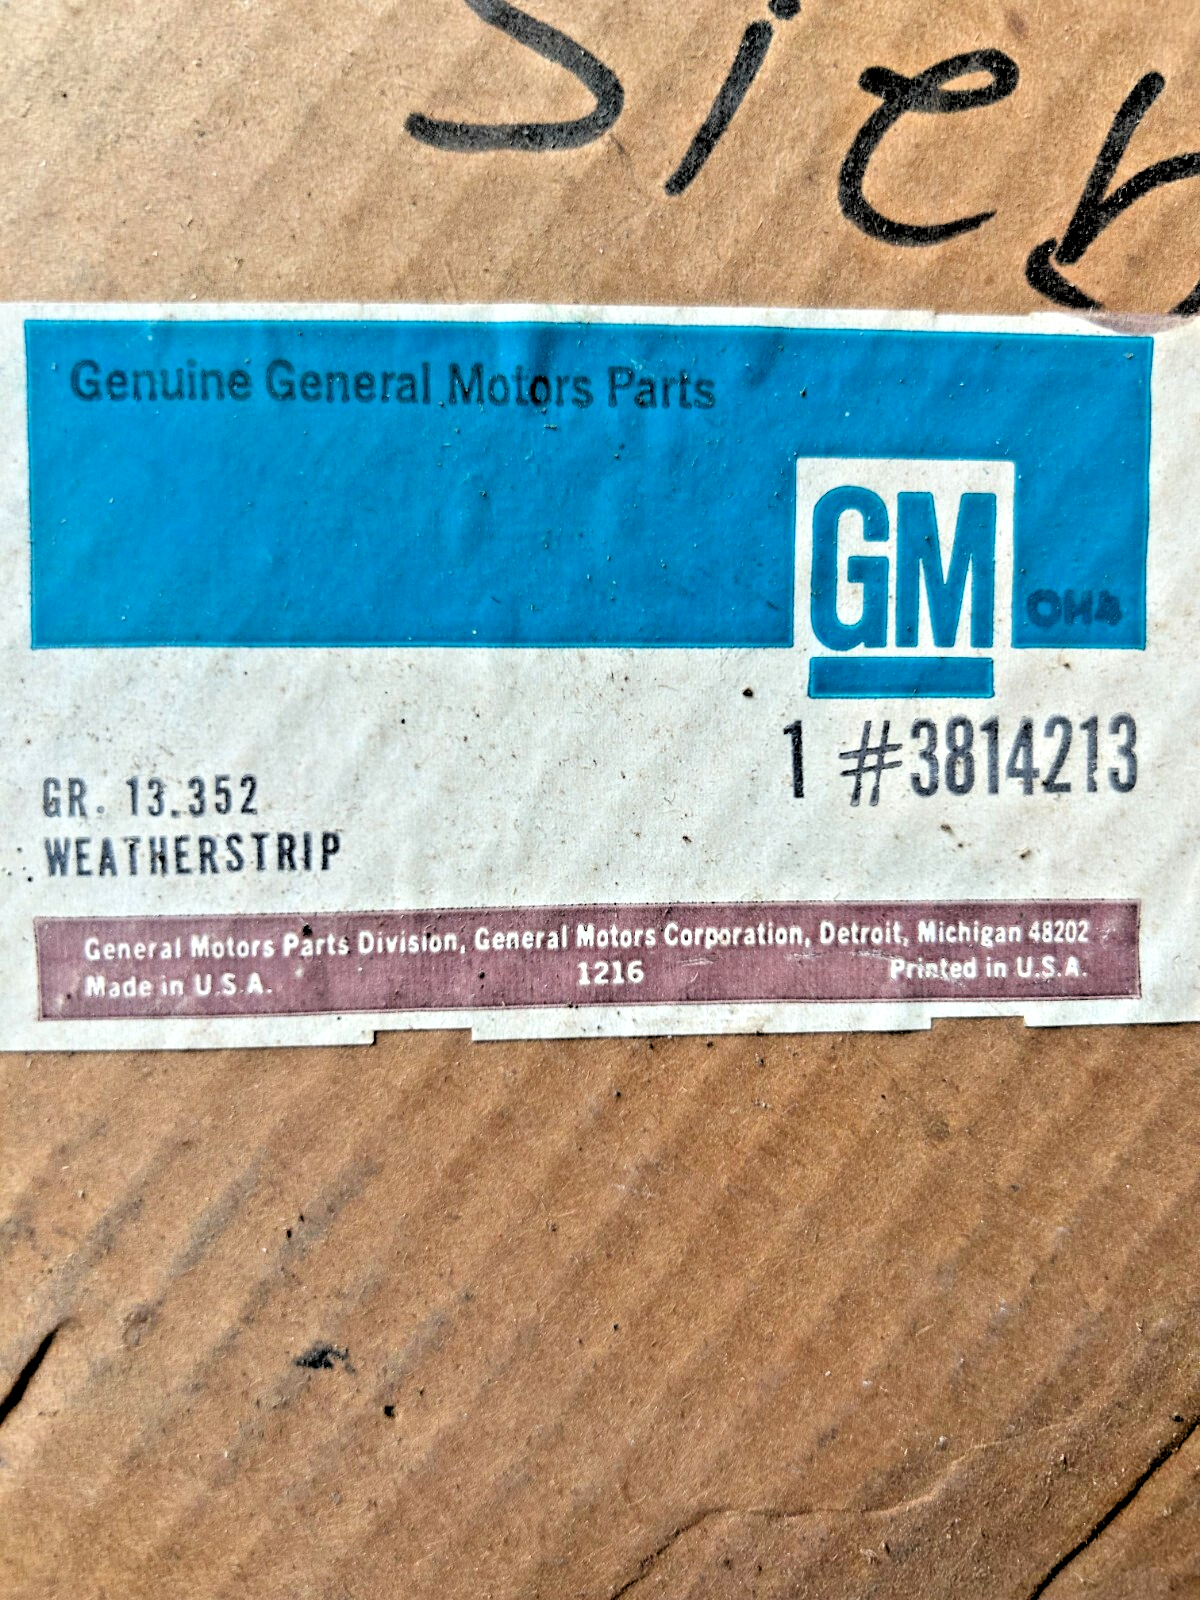 Genuine General Motors Parts
GM
OH4
1 #3814213
GR. 13.352
WEATHERSTRIP
General Motors Parts Division, General Motors Corporation, Detroit, Michigan 48202
Made in U.S.A. 1216 Printed in U.S.A.